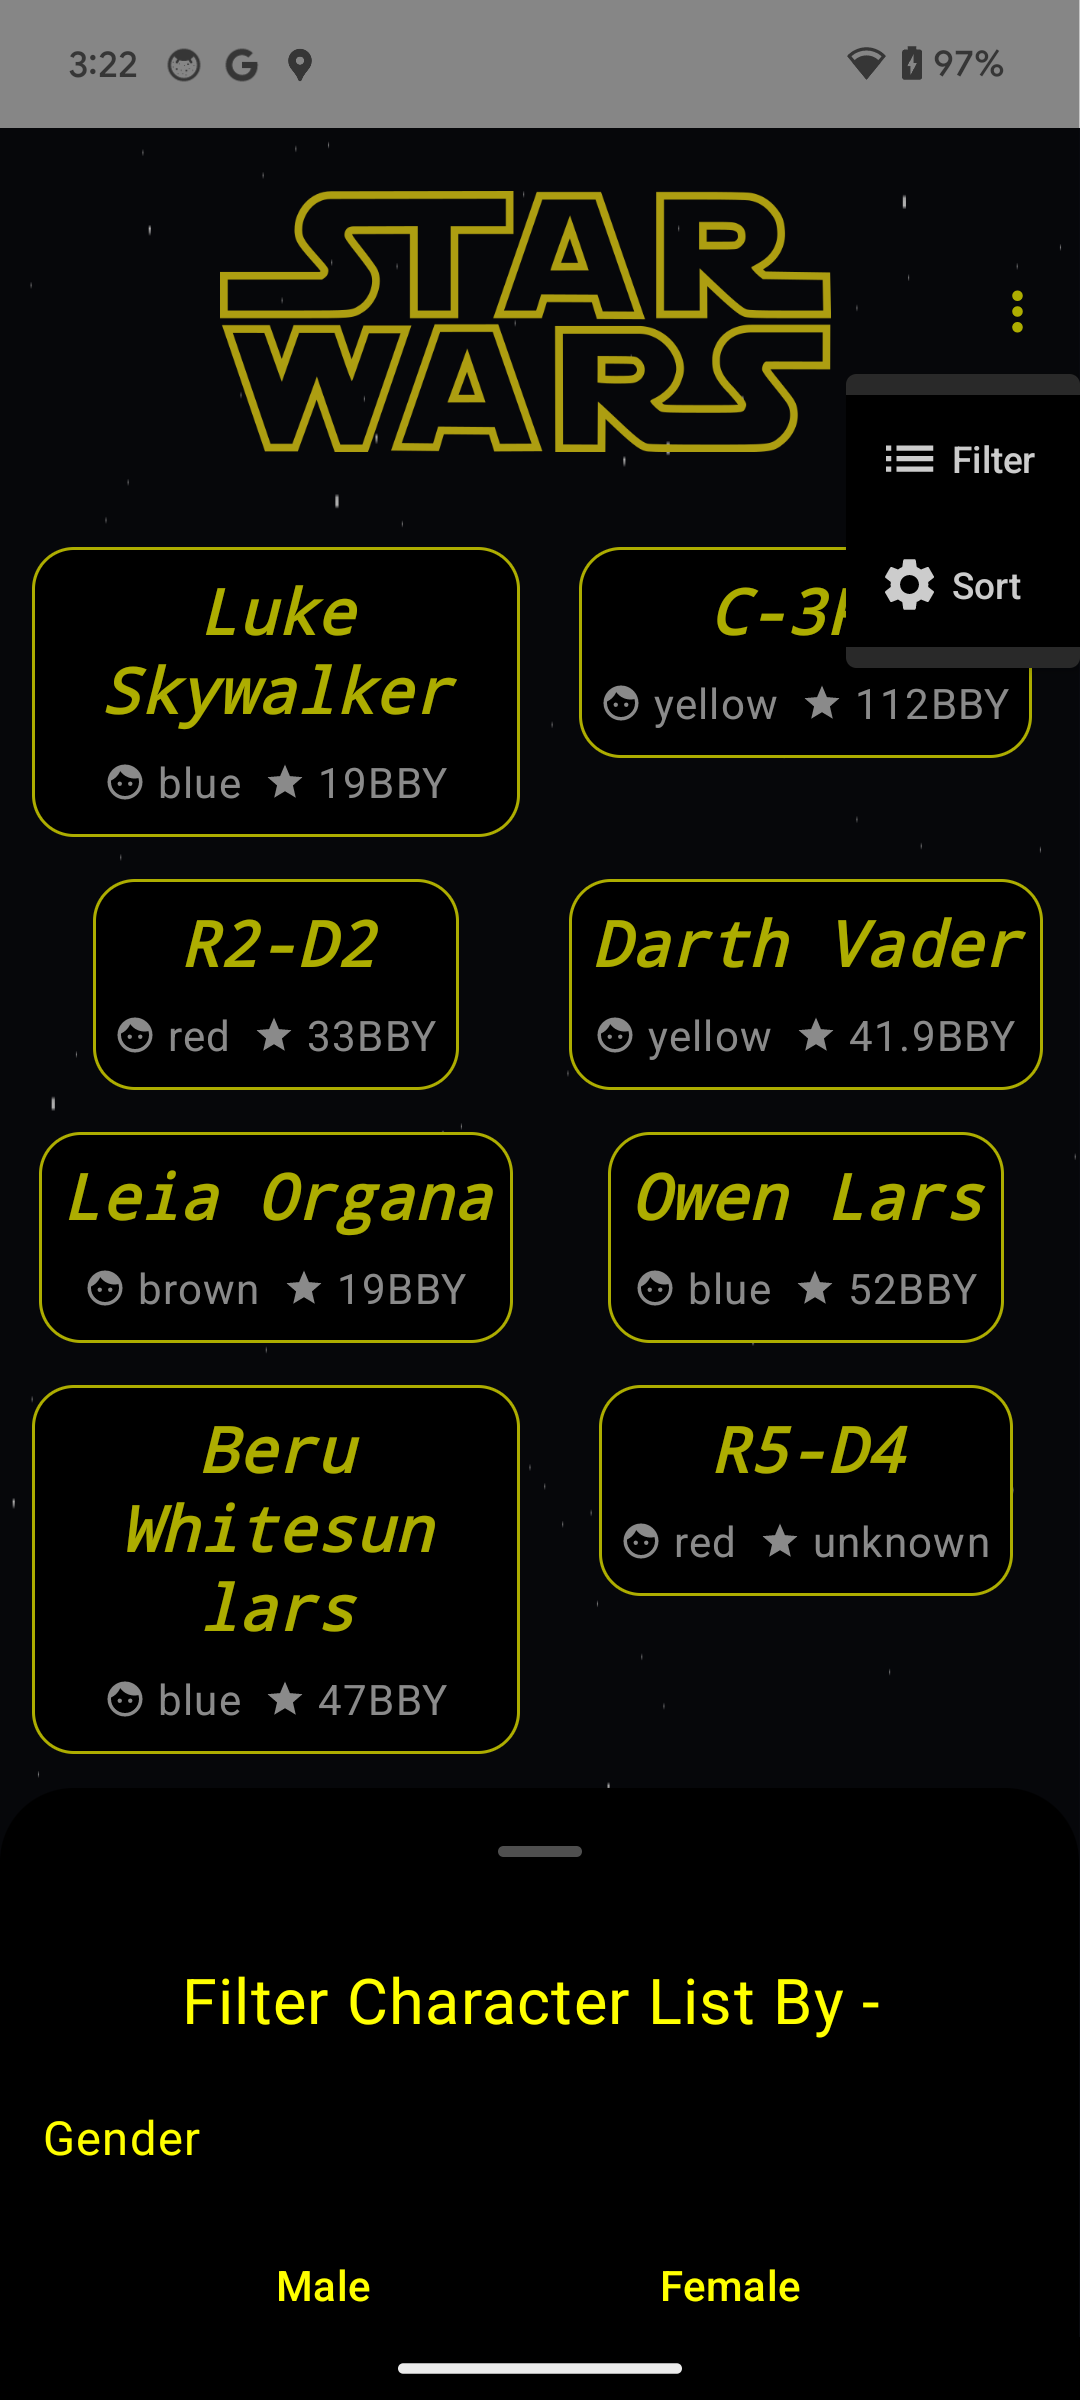 3:22
97%
STAR
WARS
Filter
Sort
Luke
Skywalker
blue 19BBY
C-3
yellow 112BBY
R2-D2
red 33BBY
Darth Vader
yellow 41.9BBY
Leia Organa
brown 19BBY
Owen Lars
blue 52BBY
Beru
Whitesun
lars
blue 47BBY
R5-D4
red unknown
Filter Character List By -
Gender
Male Female